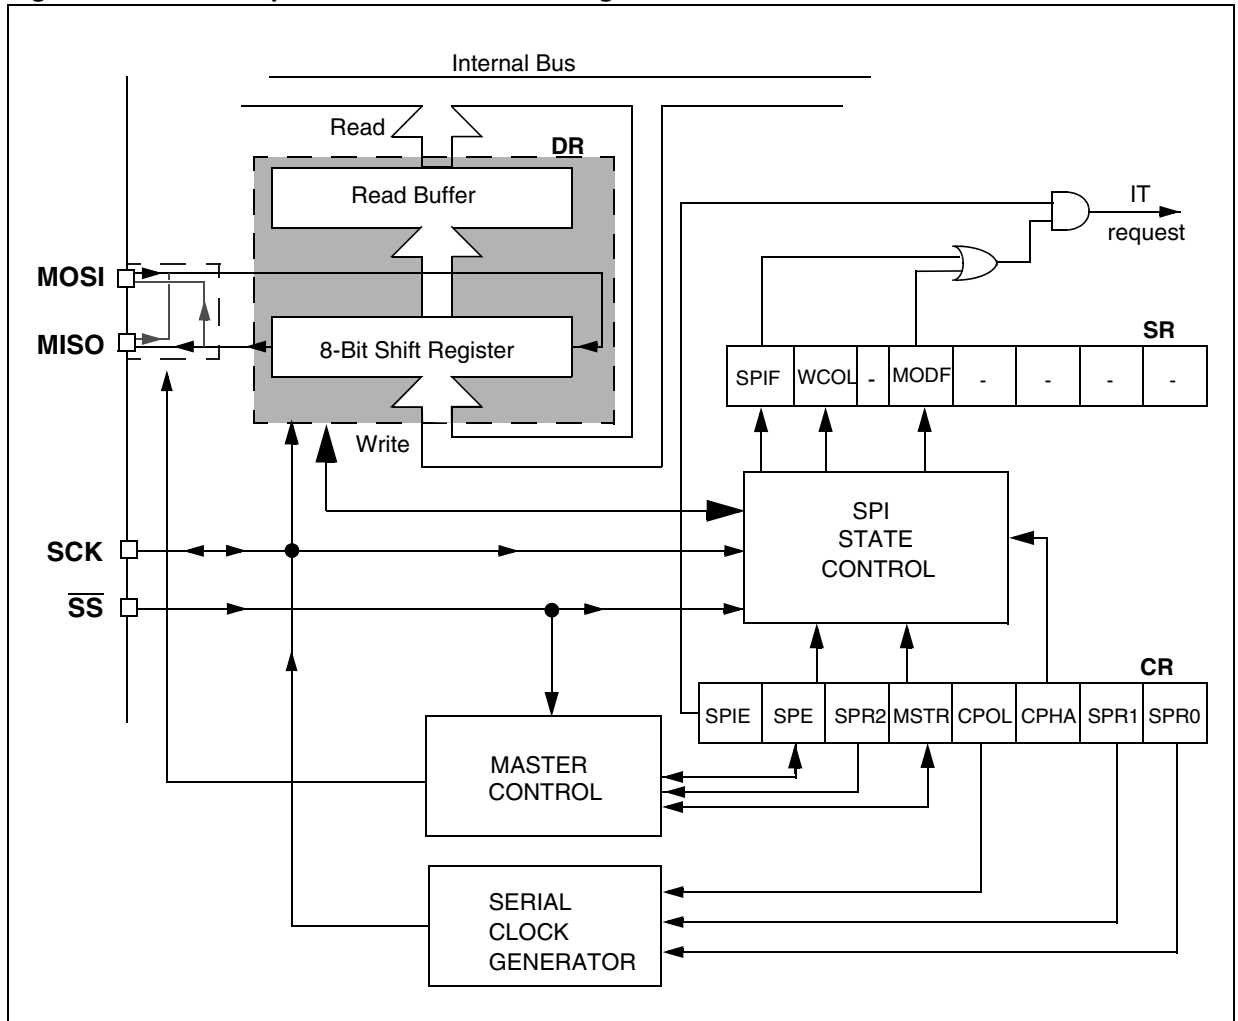 Internal Bus
Read
DR
Read Buffer
IT
request
MOSI
MISO
8-Bit Shift Register
SR
SPIF WCOL - MODF - - - -
Write
SPI
STATE
CONTROL
SCK
SS
CR
SPIE SPE SPR2 MSTR CPOL CPHA SPR1 SPR0
MASTER
CONTROL
SERIAL
CLOCK
GENERATOR